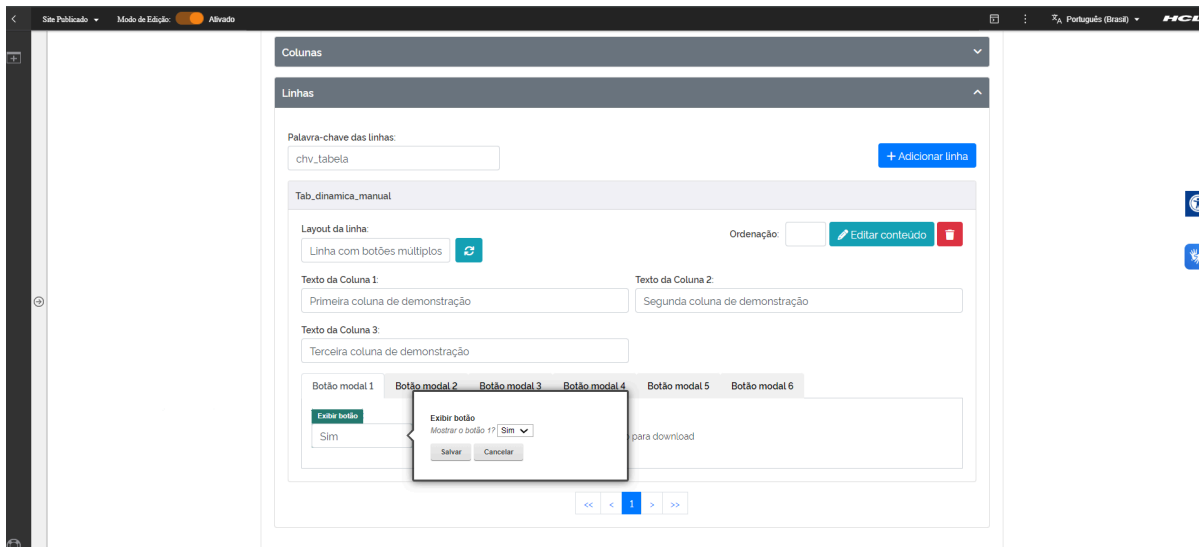 Site Publicado Modo de Edição: Ativado Português (Brasil) HCL
Colunas
Linhas
Palavra-chave das linhas:
chv_tabela
+ Adicionar linha
Tab_dinamica_manual
Layout da linha:
Linha com botões múltiplos
Ordenação:
Editar conteúdo
Texto da Coluna 1:
Texto da Coluna 2:
Primeira coluna de demonstração
Segunda coluna de demonstração
Texto da Coluna 3:
Terceira coluna de demonstração
Botão modal 1 Botão modal 2 Botão modal 3 Botão modal 4 Botão modal 5 Botão modal 6
Exibir botão
Sim
Exibir botão
Mostrar o botão 1? Sim
Salvar Cancelar
para download
<< < 1 > >>